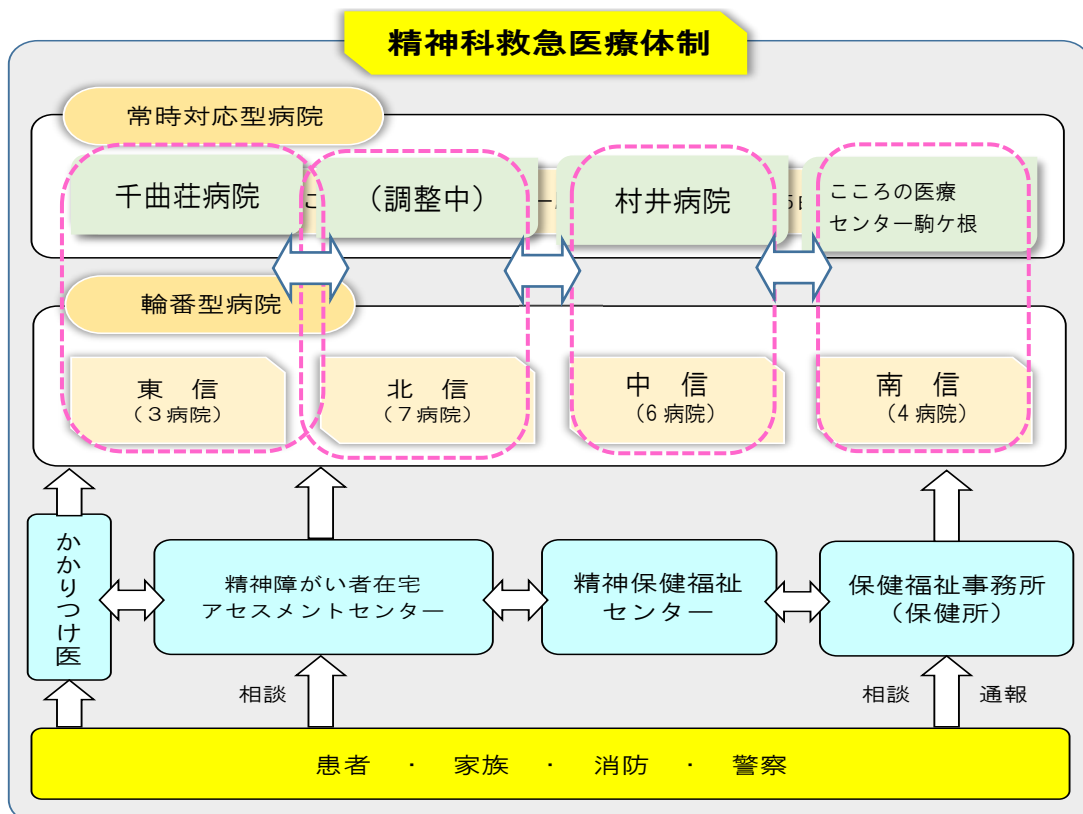 精神科救急医療体制
常時対応型病院
千曲荘病院
（調整中）
村井病院
こころの医療
センター駒ケ根
輪番型病院
東　信
（３病院）
北　信
（7 病院）
中　信
（6 病院）
南　信
（4 病院）
かかりつけ医
精神障がい者在宅
アセスメントセンター
精神保健福祉
センター
保健福祉事務所
（保健所）
相談
相談
通報
患者　・　家族　・　消防　・　警察